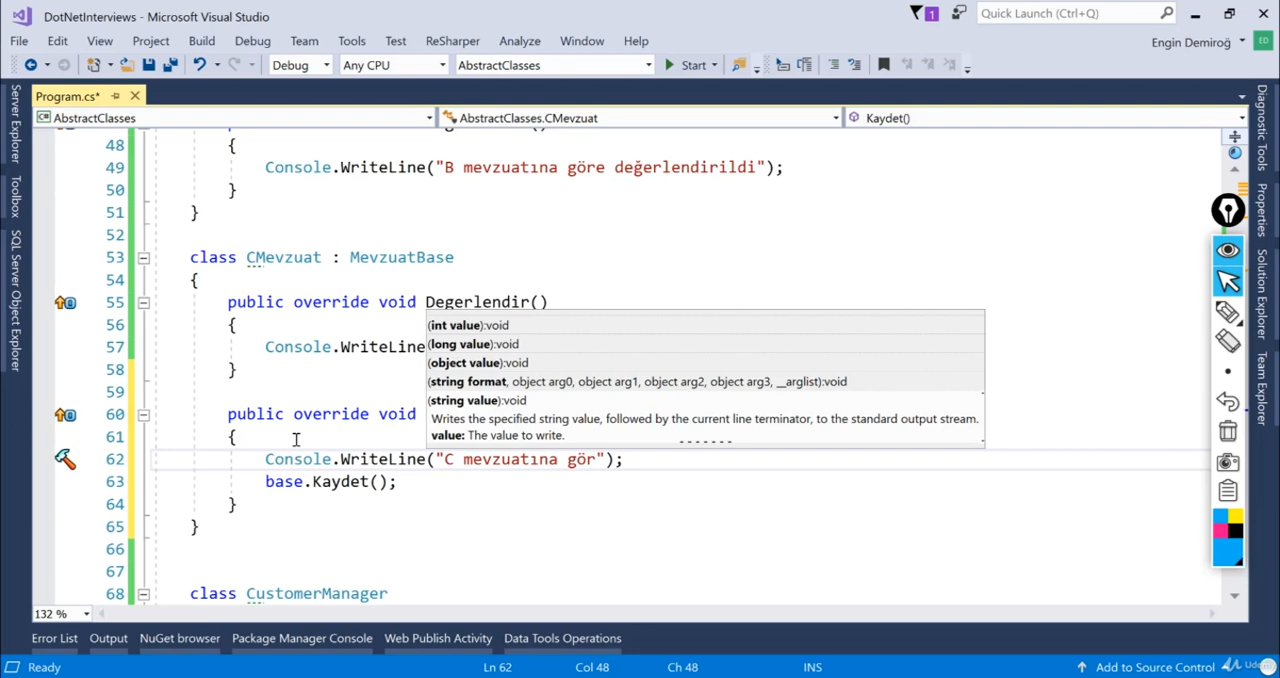 DotNetInterviews - Microsoft Visual Studio
1
Quick Launch (Ctrl+Q)
File Edit View Project Build Debug Team Tools Test ReSharper Analyze Window Help
Engin Demiroğ ED
Debug Any CPU AbstractClasses Start
Program.cs*
AbstractClasses AbstractClasses.CMevzuat Kaydet()
Server Explorer
Toolbox
SQL Server Object Explorer
48 {
49 Console.WriteLine("B mevzuatına göre değerlendirildi");
50 }
51 }
52
53 class CMevzuat : MevzuatBase
54 {
55 public override void Degerlendir()
56 {
57 Console.WriteLine
58 }
59
60 public override void
61 {
62 Console.WriteLine("C mevzuatına gör");
63 base.Kaydet();
64 }
65 }
66
67
68 class CustomerManager
(int value):void
(long value):void
(object value):void
(string format, object arg0, object arg1, object arg2, object arg3, __arglist):void
(string value):void
Writes the specified string value, followed by the current line terminator, to the standard output stream.
value: The value to write.
Diagnostic Tools
Properties
Solution Explorer
Team Explorer
132 %
Error List Output NuGet browser Package Manager Console Web Publish Activity Data Tools Operations
Ready Ln 62 Col 48 Ch 48 INS Add to Source Control
Udemy